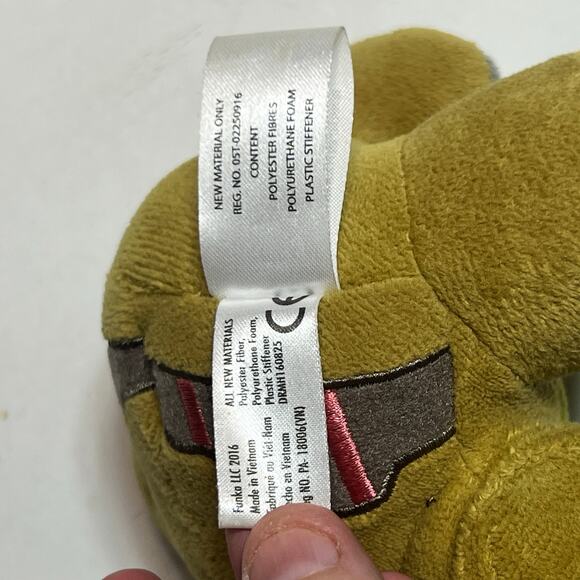 NEW MATERIAL ONLY
REG. NO. 05T-02250916
CONTENT
POLYESTER FIBRES
POLYURETHANE FOAM
PLASTIC STIFFENER
ALL NEW MATERIALS
Polyester Fiber,
Polyurethane Foam,
Plastic Stiffener
DRMH160825
CE
Funko LLC 2016
Made in Vietnam
Fabriqué au Viet-Nam
echo en Vietnam
g NO. PA- 18006(VN)